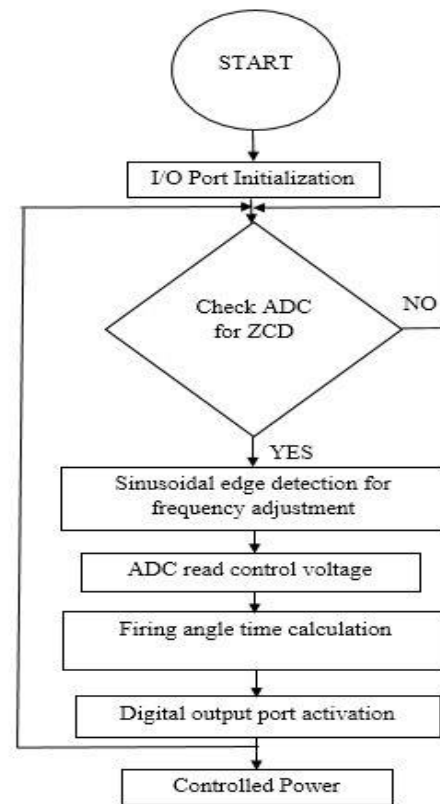 START
I/O Port Initialization
Check ADC
for ZCD
NO
YES
Sinusoidal edge detection for
frequency adjustment
ADC read control voltage
Firing angle time calculation
Digital output port activation
Controlled Power